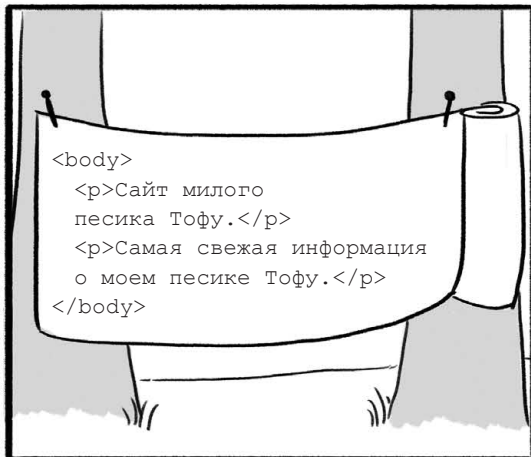 <body>
<p>Сайт милого
песика Тофу.</p>
<p>Самая свежая информация
о моем песике Тофу.</p>
</body>